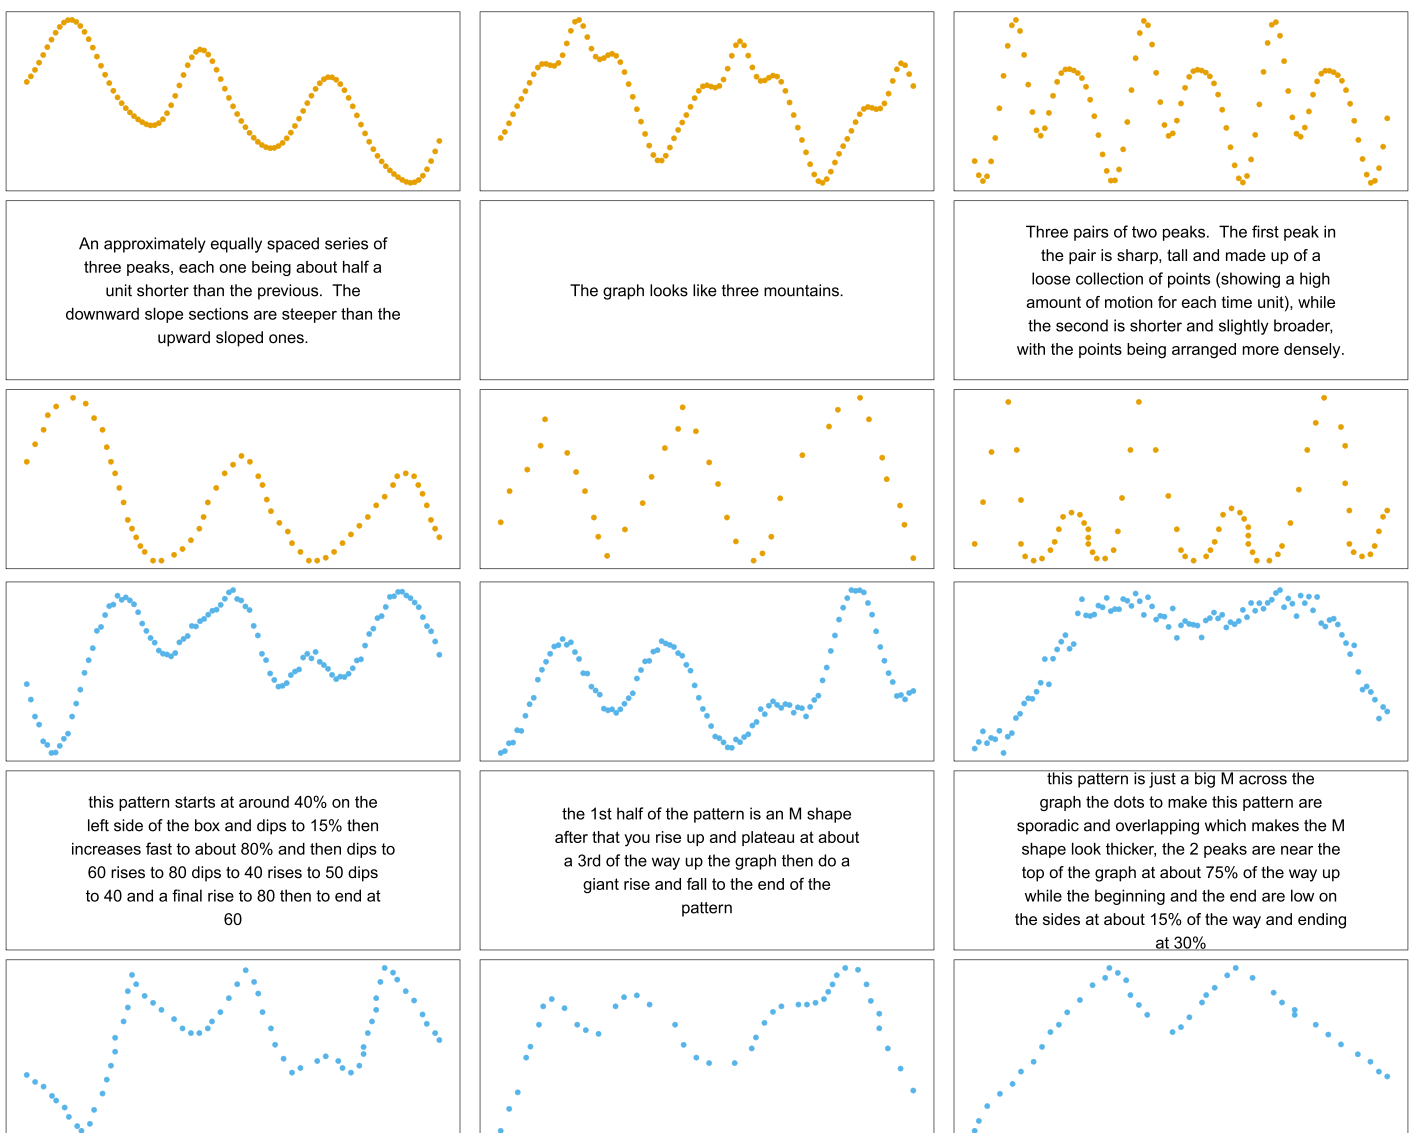 An approximately equally spaced series of
three peaks, each one being about half a
unit shorter than the previous.  The
downward slope sections are steeper than the
upward sloped ones.
The graph looks like three mountains.
Three pairs of two peaks.  The first peak in
the pair is sharp, tall and made up of a
loose collection of points (showing a high
amount of motion for each time unit), while
the second is shorter and slightly broader,
with the points being arranged more densely.
this pattern starts at around 40% on the
left side of the box and dips to 15% then
increases fast to about 80% and then dips to
60 rises to 80 dips to 40 rises to 50 dips
to 40 and a final rise to 80 then to end at
60
the 1st half of the pattern is an M shape
after that you rise up and plateau at about
a 3rd of the way up the graph then do a
giant rise and fall to the end of the
pattern
this pattern is just a big M across the
graph the dots to make this pattern are
sporadic and overlapping which makes the M
shape look thicker, the 2 peaks are near the
top of the graph at about 75% of the way up
while the beginning and the end are low on
the sides at about 15% of the way and ending
at 30%